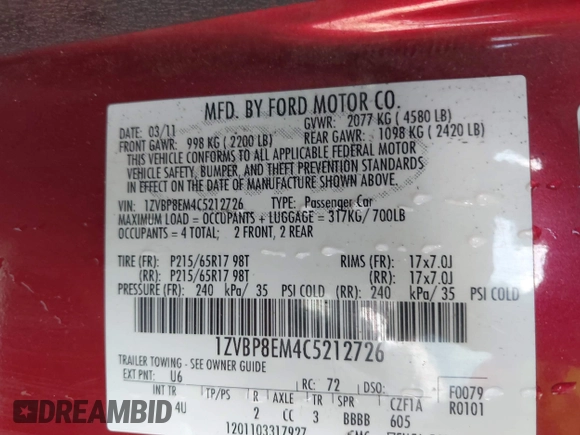 MFD. BY FORD MOTOR CO.
DATE: 03/11 GVWR: 2077 KG (4580 LB)
FRONT GAWR: 998 KG (2200 LB) REAR GAWR: 1098 KG (2420 LB)
THIS VEHICLE CONFORMS TO ALL APPLICABLE FEDERAL MOTOR
VEHICLE SAFETY, BUMPER, AND THEFT PREVENTION STANDARDS
IN EFFECT ON THE DATE OF MANUFACTURE SHOWN ABOVE.
VIN: 1ZVBP8EM4C5212726 TYPE: Passenger Car
MAXIMUM LOAD = OCCUPANTS + LUGGAGE = 317KG/700LB
OCCUPANTS = 4 TOTAL; 2 FRONT, 2 REAR
TIRE (FR): P215/65R17 98T RIMS (FR): 17x7.0J
(RR): P215/65R17 98T (RR): 17x7.0J
PRESSURE (FR): 240 kPa/ 35 PSI COLD (RR): 240 kPa/ 35 PSI COLD
1ZVBP8EM4C5212726
TRAILER TOWING - SEE OWNER GUIDE
EXT PNT: U6 RC: 72 DSO: F0079
INT TR TP/PS R AXLE TR SPR CZF1A R0101
4U 2 CC 3 BBBB 605
1201103317927
DREAMBID